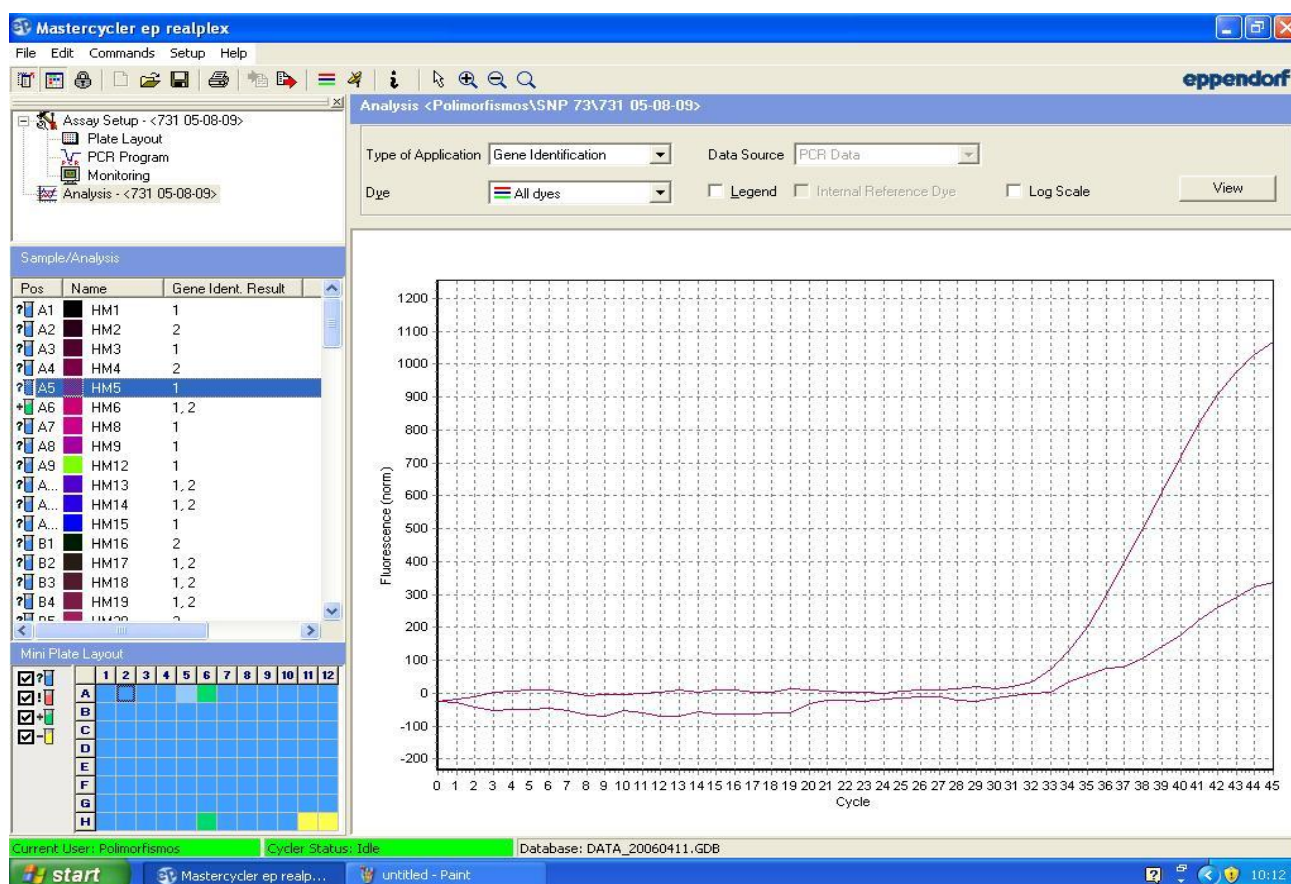 Mastercycler ep realplex
File Edit Commands Setup Help
eppendorf
Analysis <Polimorfismos\SNP 73\731 05-08-09>
Assay Setup - <731 05-08-09>
Plate Layout
PCR Program
Monitoring
Analysis - <731 05-08-09>
Type of Application Gene Identification Data Source PCR Data
Dye All dyes Legend Internal Reference Dye Log Scale View
Sample/Analysis
Pos Name Gene Ident. Result
? A1 HM1 1
? A2 HM2 2
? A3 HM3 1
? A4 HM4 2
? A5 HM5 1
+ A6 HM6 1, 2
? A7 HM8 1
? A8 HM9 1
? A9 HM12 1
? A... HM13 1, 2
? A... HM14 1, 2
? A... HM15 1
? B1 HM16 2
? B2 HM17 1, 2
? B3 HM18 1, 2
? B4 HM19 1, 2
Mini Plate Layout
?
!
+
-
1 2 3 4 5 6 7 8 9 10 11 12
A
B
C
D
E
F
G
H
1200
1100
1000
900
800
700
600
500
400
300
200
100
0
-100
-200
Fluorescence (norm)
0 1 2 3 4 5 6 7 8 9 10 11 12 13 14 15 16 17 18 19 20 21 22 23 24 25 26 27 28 29 30 31 32 33 34 35 36 37 38 39 40 41 42 43 44 45
Cycle
Current User: Polimorfismos Cycler Status: Idle Database: DATA_20060411.GDB
start Mastercycler ep realp... untitled - Paint ? 10:12